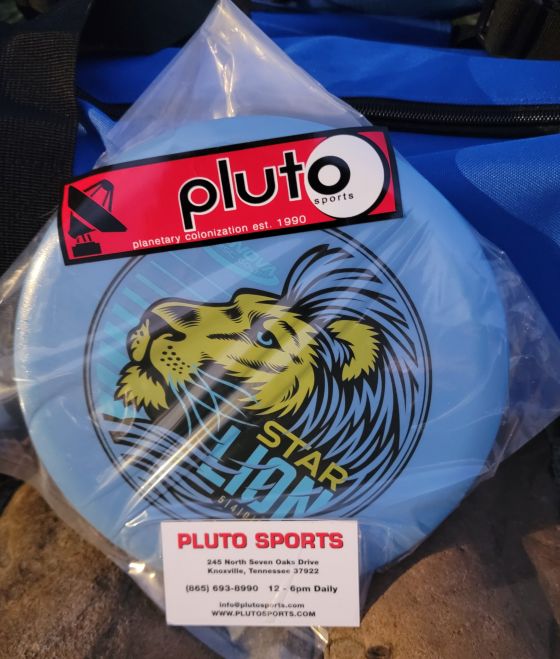 pluto
sports
planetary colonization est. 1990
STAR
LION
PLUTO SPORTS
245 North Seven Oaks Drive
Knoxville, Tennessee 37922
(865) 693-8990 12 - 6pm Daily
info@plutosports.com
WWW.PLUTOSPORTS.COM